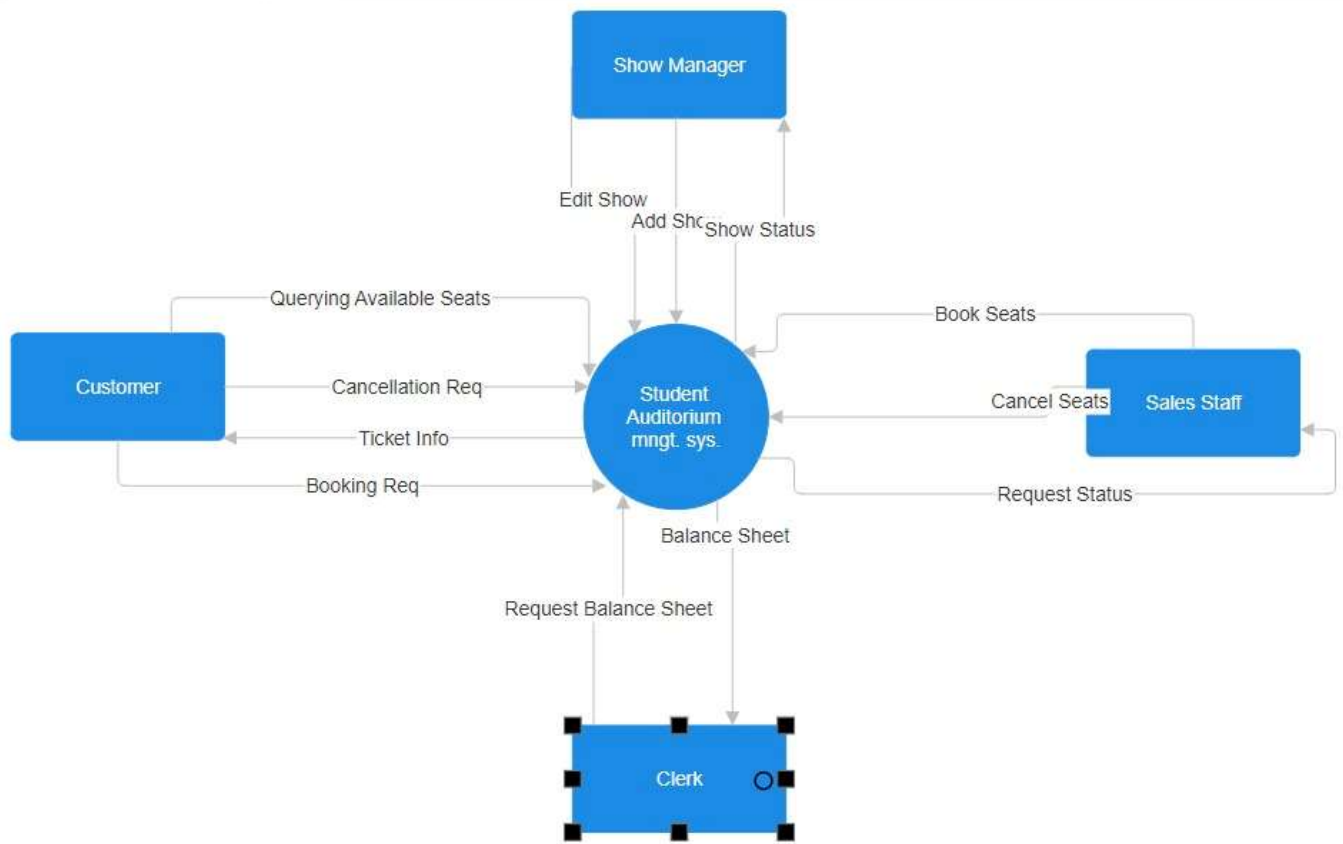 Show Manager
Edit Show
Add Sho
Show Status
Querying Available Seats
Book Seats
Customer
Cancellation Req
Student
Auditorium
mngt. sys.
Cancel Seats
Sales Staff
Ticket Info
Booking Req
Request Status
Balance Sheet
Request Balance Sheet
Clerk